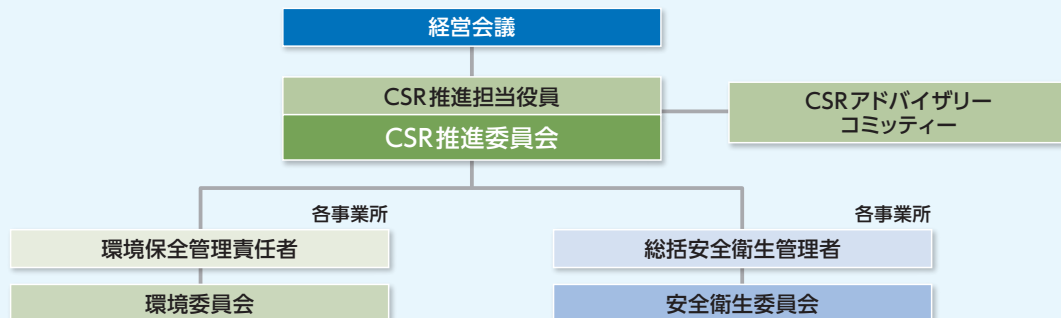 経営会議
CSR推進担当役員
CSR推進委員会
CSRアドバイザリー
コミッティー
各事業所
環境保全管理責任者
環境委員会
各事業所
総括安全衛生管理者
安全衛生委員会